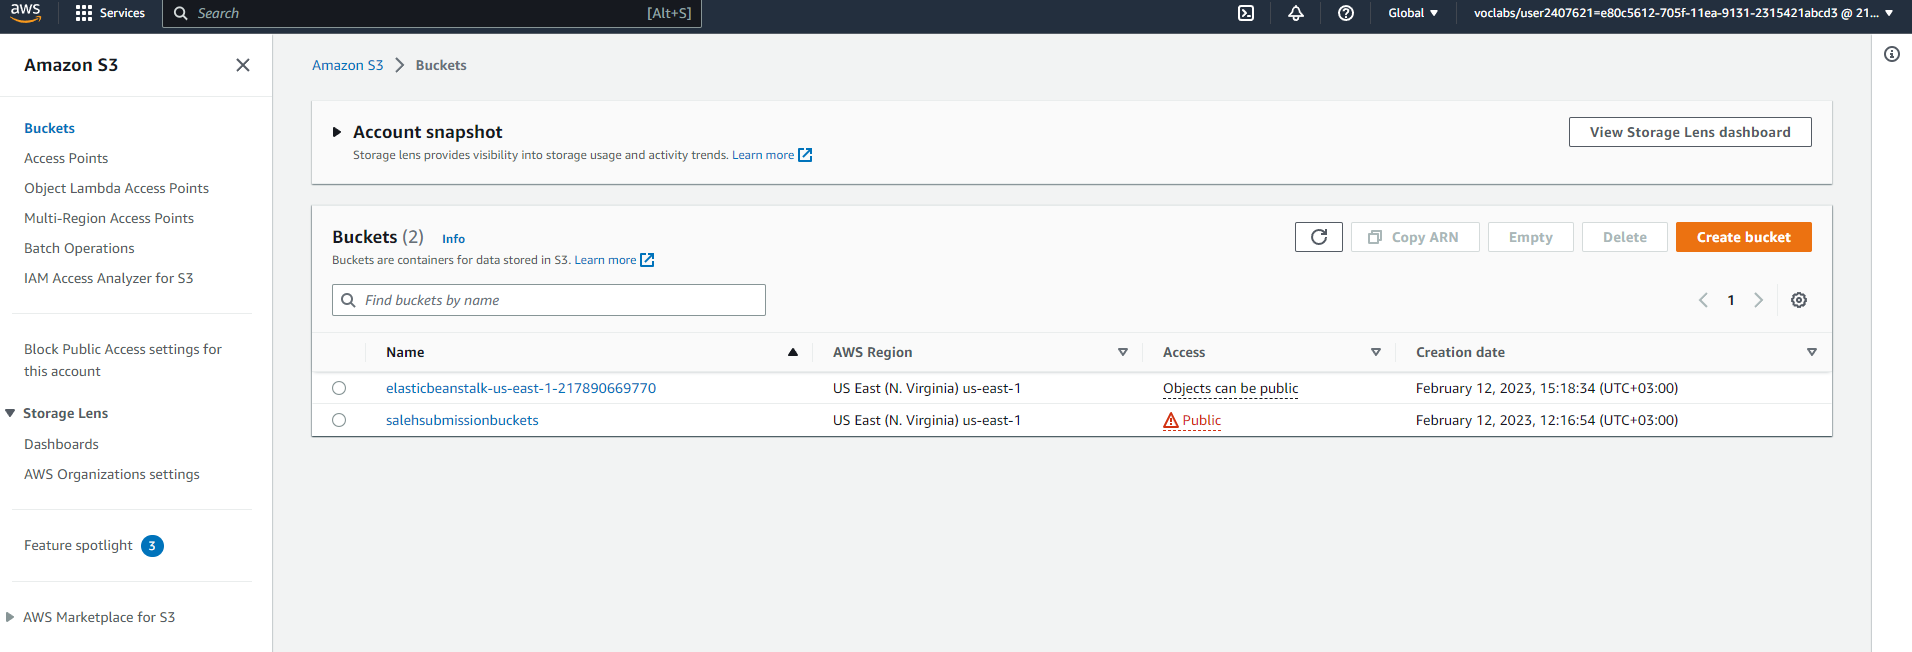 aws
Services
Search
[Alt+S]
Global
voclabs/user2407621=e80c5612-705f-11ea-9131-2315421abcd3 @ 21...
Amazon S3
Buckets
Access Points
Object Lambda Access Points
Multi-Region Access Points
Batch Operations
IAM Access Analyzer for S3
Block Public Access settings for
this account
Storage Lens
Dashboards
AWS Organizations settings
Feature spotlight 3
AWS Marketplace for S3
Amazon S3 > Buckets
Account snapshot
Storage lens provides visibility into storage usage and activity trends. Learn more
View Storage Lens dashboard
Buckets (2) Info
Buckets are containers for data stored in S3. Learn more
Copy ARN
Empty
Delete
Create bucket
Find buckets by name
1
Name AWS Region Access Creation date
elasticbeanstalk-us-east-1-217890669770 US East (N. Virginia) us-east-1 Objects can be public February 12, 2023, 15:18:34 (UTC+03:00)
salehsubmissionbuckets US East (N. Virginia) us-east-1 Public February 12, 2023, 12:16:54 (UTC+03:00)